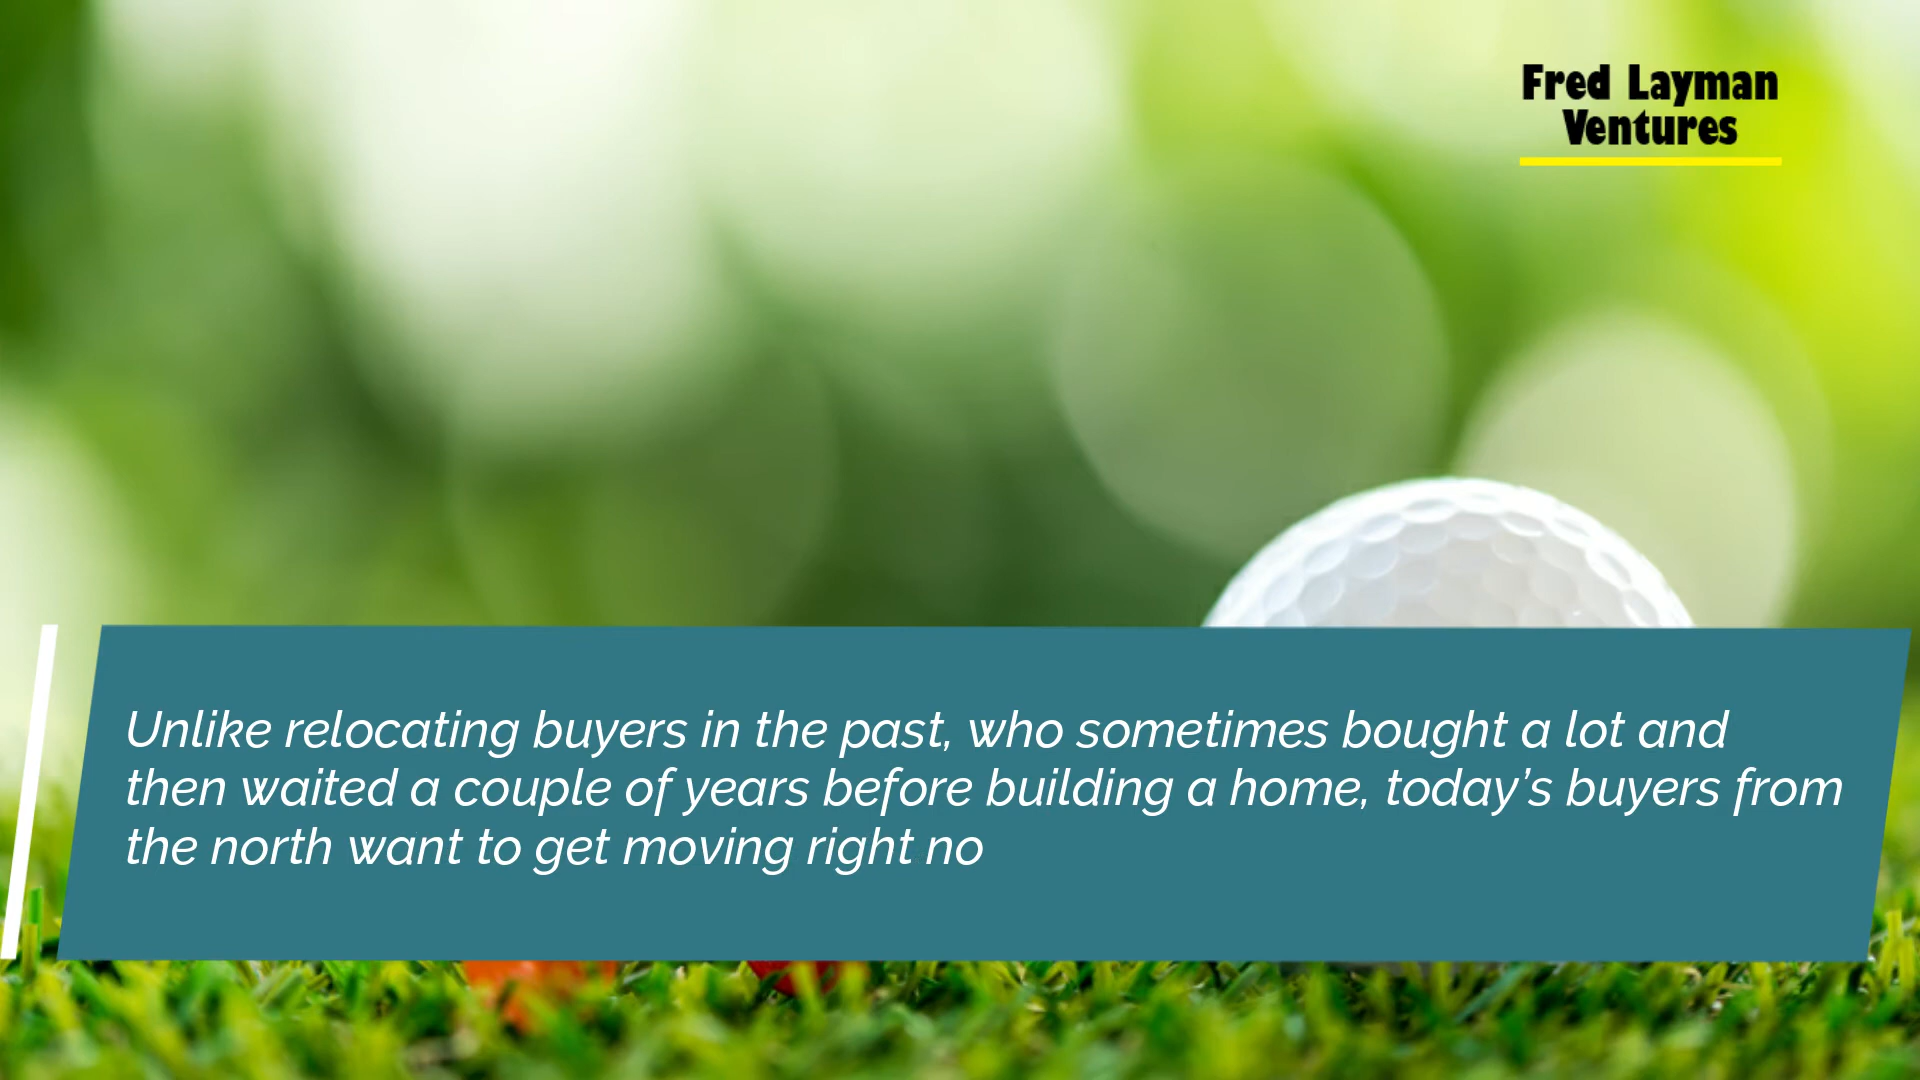 Fred Layman
Ventures
Unlike relocating buyers in the past, who sometimes bought a lot and
then waited a couple of years before building a home, today’s buyers from
the north want to get moving right no